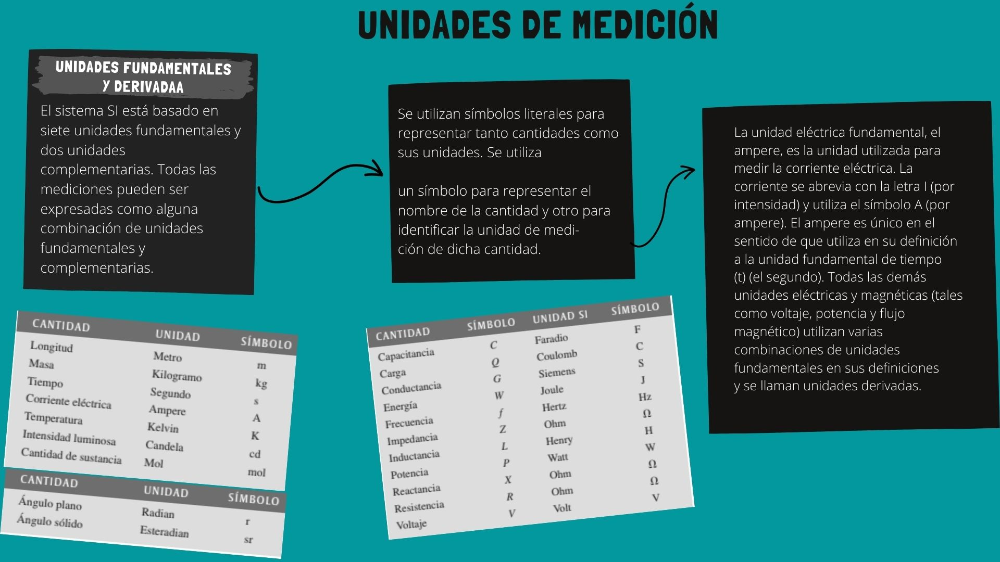 UNIDADES DE MEDICIÓN
UNIDADES FUNDAMENTALES
Y DERIVADAA
El sistema SI está basado en
siete unidades fundamentales y
dos unidades
complementarias. Todas las
mediciones pueden ser
expresadas como alguna
combinación de unidades
fundamentales y
complementarias.
Se utilizan símbolos literales para
representar tanto cantidades como
sus unidades. Se utiliza
un símbolo para representar el
nombre de la cantidad y otro para
identificar la unidad de medi-
ción de dicha cantidad.
La unidad eléctrica fundamental, el
ampere, es la unidad utilizada para
medir la corriente eléctrica. La
corriente se abrevia con la letra I (por
intensidad) y utiliza el símbolo A (por
ampere). El ampere es único en el
sentido de que utiliza en su definición
a la unidad fundamental de tiempo
(t) (el segundo). Todas las demás
unidades eléctricas y magnéticas (tales
como voltaje, potencia y flujo
magnético) utilizan varias
combinaciones de unidades
fundamentales en sus definiciones
y se llaman unidades derivadas.
CANTIDAD UNIDAD SÍMBOLO
Longitud Metro m
Masa Kilogramo kg
Tiempo Segundo s
Corriente eléctrica Ampere A
Temperatura Kelvin K
Intensidad luminosa Candela cd
Cantidad de sustancia Mol mol
CANTIDAD UNIDAD SÍMBOLO
Ángulo plano Radian r
Ángulo sólido Esteradian sr
CANTIDAD SÍMBOLO UNIDAD SI SÍMBOLO
Capacitancia C Faradio F
Carga Q Coulomb C
Conductancia G Siemens S
Energía W Joule J
Frecuencia f Hertz Hz
Impedancia Z Ohm Ω
Inductancia L Henry H
Potencia P Watt W
Reactancia X Ohm Ω
Resistencia R Ohm Ω
Voltaje V Volt V